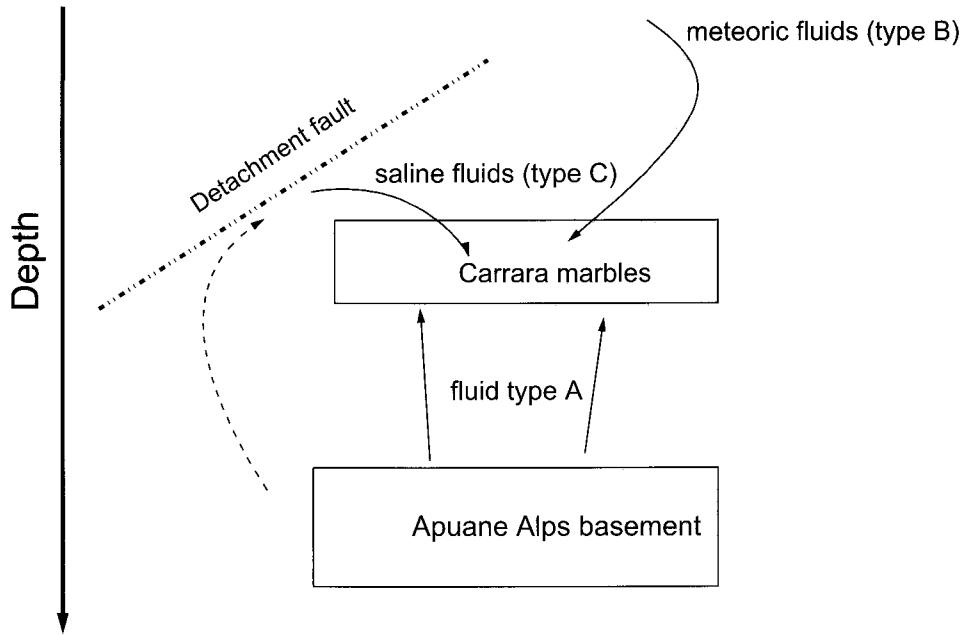 meteoric fluids (type B)
Detachment fault
saline fluids (type C)
Depth
Carrara marbles
fluid type A
Apuane Alps basement